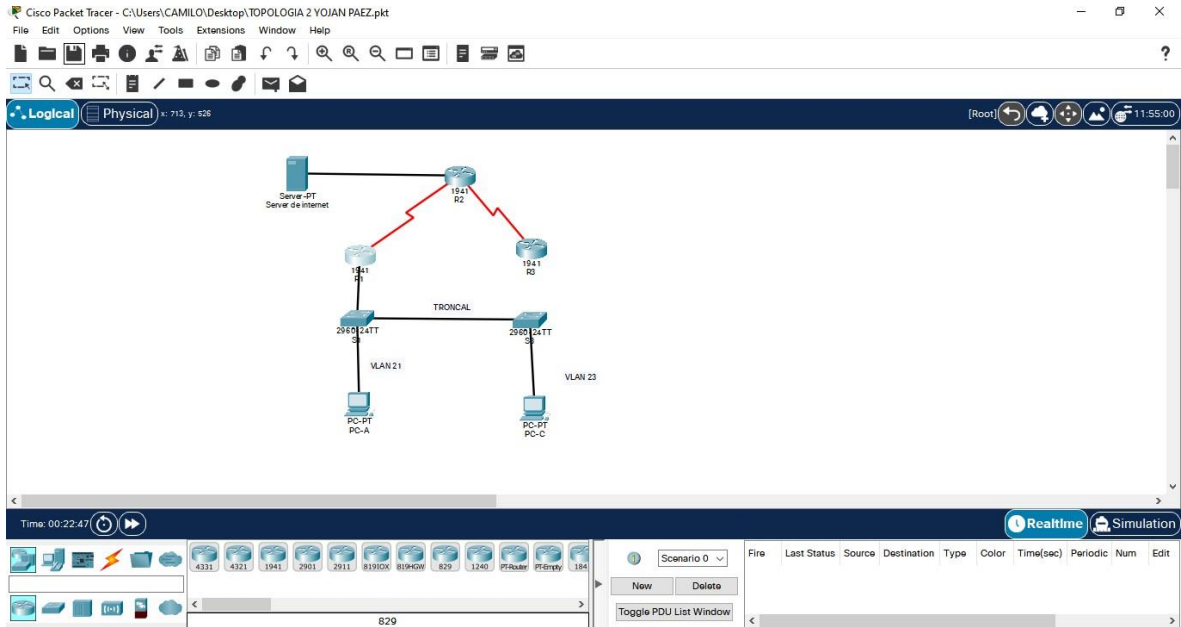 Cisco Packet Tracer - C:\Users\CAMILO\Desktop\TOPOLOGIA 2 YOJAN PAEZ.pkt
File Edit Options View Tools Extensions Window Help
?
Logical Physical x: 713, y: 526 [Root] 11:55:00
Server-PT
Server de internet
1941
R2
1941
R1
1941
R3
TRONCAL
2960-24TT
2960-24TT
VLAN 21
VLAN 23
PC-PT
PC-A
PC-PT
PC-C
Time: 00:22:47 Realtime Simulation
4331 4321 1941 2901 2911 819IOX 819HGW 829 1240 PT-Router PT-Empty 184
829
Scenario 0
New Delete
Toggle PDU List Window
Fire Last Status Source Destination Type Color Time(sec) Periodic Num Edit